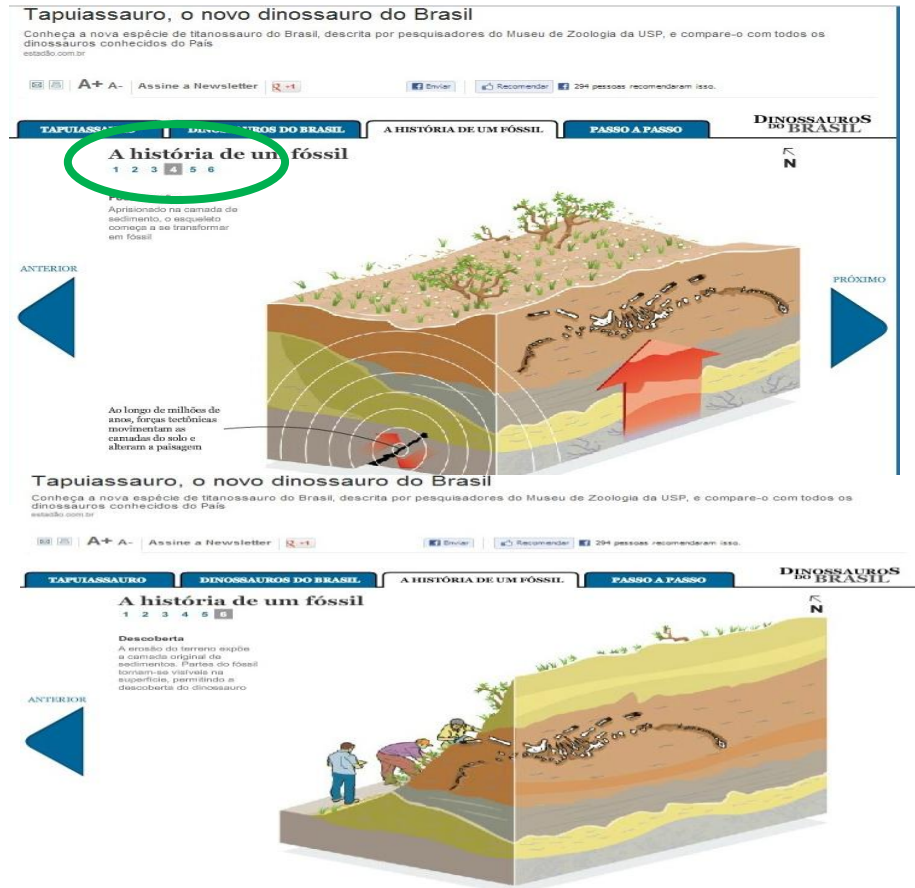 Tapuiassauro, o novo dinossauro do Brasil
Conheça a nova espécie de titanossauro do Brasil, descrita por pesquisadores do Museu de Zoologia da USP, e compare-o com todos os
dinossauros conhecidos do País
estadão.com.br
A+ A- Assine a Newsletter +1 Enviar Recomendar 294 pessoas recomendaram isso.
DINOSSAUROS DO BRASIL
TAPUIASSAURO DINOSSAUROS DO BRASIL A HISTÓRIA DE UM FÓSSIL PASSO A PASSO
A história de um fóssil
1 2 3 4 5 6
N
Aprisionado na camada de
sedimento, o esqueleto
começa a se transformar
em fóssil
ANTERIOR
PRÓXIMO
Ao longo de milhões de
anos, forças tectônicas
movimentam as
camadas do solo e
alteram a paisagem
Tapuiassauro, o novo dinossauro do Brasil
Conheça a nova espécie de titanossauro do Brasil, descrita por pesquisadores do Museu de Zoologia da USP, e compare-o com todos os
dinossauros conhecidos do País
estadão.com.br
A+ A- Assine a Newsletter +1 Enviar Recomendar 294 pessoas recomendaram isso.
DINOSSAUROS DO BRASIL
TAPUIASSAURO DINOSSAUROS DO BRASIL A HISTÓRIA DE UM FÓSSIL PASSO A PASSO
A história de um fóssil
1 2 3 4 5 6
N
Descoberta
A erosão do terreno expõe
a camada original de
sedimentos. Partes do fóssil
tornam-se visíveis na
superfície, permitindo a
descoberta do dinossauro
ANTERIOR